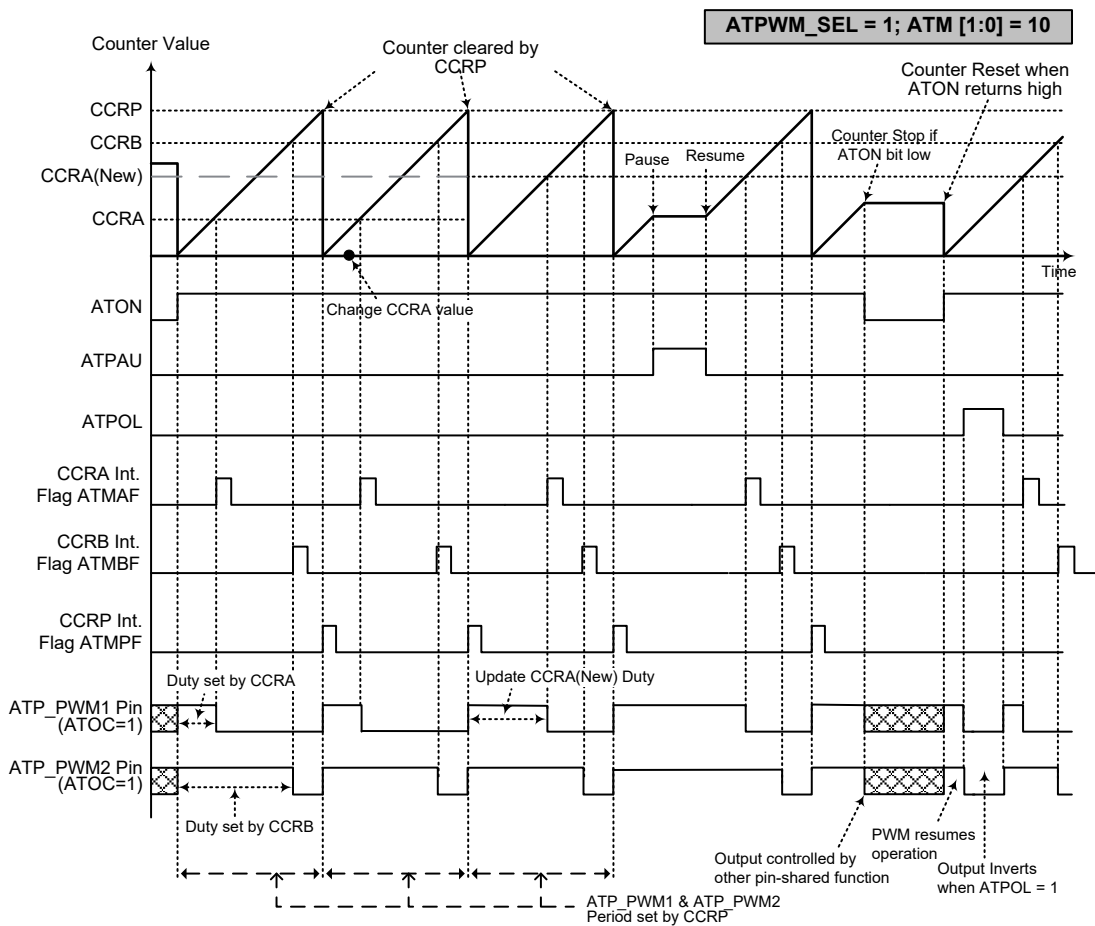 ATPWM_SEL = 1; ATM [1:0] = 10
Counter Value
Counter cleared by
CCRP
Counter Reset when
ATON returns high
CCRP
CCRB
CCRA(New)
CCRA
Pause
Resume
Counter Stop if
ATON bit low
Time
Change CCRA value
ATON
ATPAU
ATPOL
CCRA Int.
Flag ATMAF
CCRB Int.
Flag ATMBF
CCRP Int.
Flag ATMPF
Duty set by CCRA
Update CCRA(New) Duty
ATP_PWM1 Pin
(ATOC=1)
ATP_PWM2 Pin
(ATOC=1)
Duty set by CCRB
Output controlled by
other pin-shared function
PWM resumes
operation
Output Inverts
when ATPOL = 1
ATP_PWM1 & ATP_PWM2
Period set by CCRP